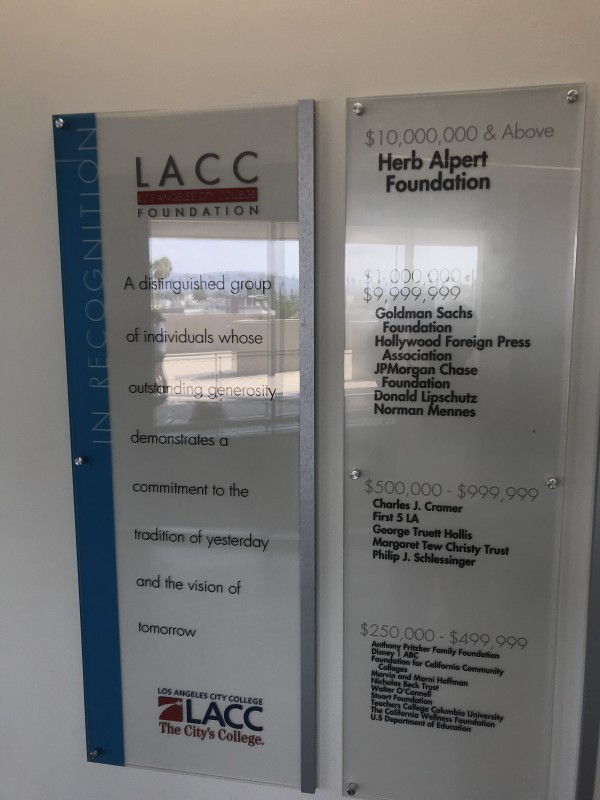 IN RECOGNITION
LACC
LOS ANGELES CITY COLLEGE
FOUNDATION
A distinguished group
of individuals whose
outstanding generosity
demonstrates a
commitment to the
tradition of yesterday
and the vision of
tomorrow
LOS ANGELES CITY COLLEGE
LACC
The City's College.
$10,000,000 & Above
Herb Alpert
Foundation
$1,000,000 -
$9,999,999
Goldman Sachs
Foundation
Hollywood Foreign Press
Association
JPMorgan Chase
Foundation
Donald Lipschutz
Norman Mennes
$500,000 - $999,999
Charles J. Cramer
First 5 LA
George Truett Hollis
Margaret Tew Christy Trust
Philip J. Schlessinger
$250,000 - $499,999
Anthony Pritzker Family Foundation
Disney | ABC
Foundation for California Community
Colleges
Marvin and Marni Hoffman
Nicholas Beck Trust
Walter O'Connell
Stuart Foundation
Teachers College Columbia University
The California Wellness Foundation
U.S Department of Education